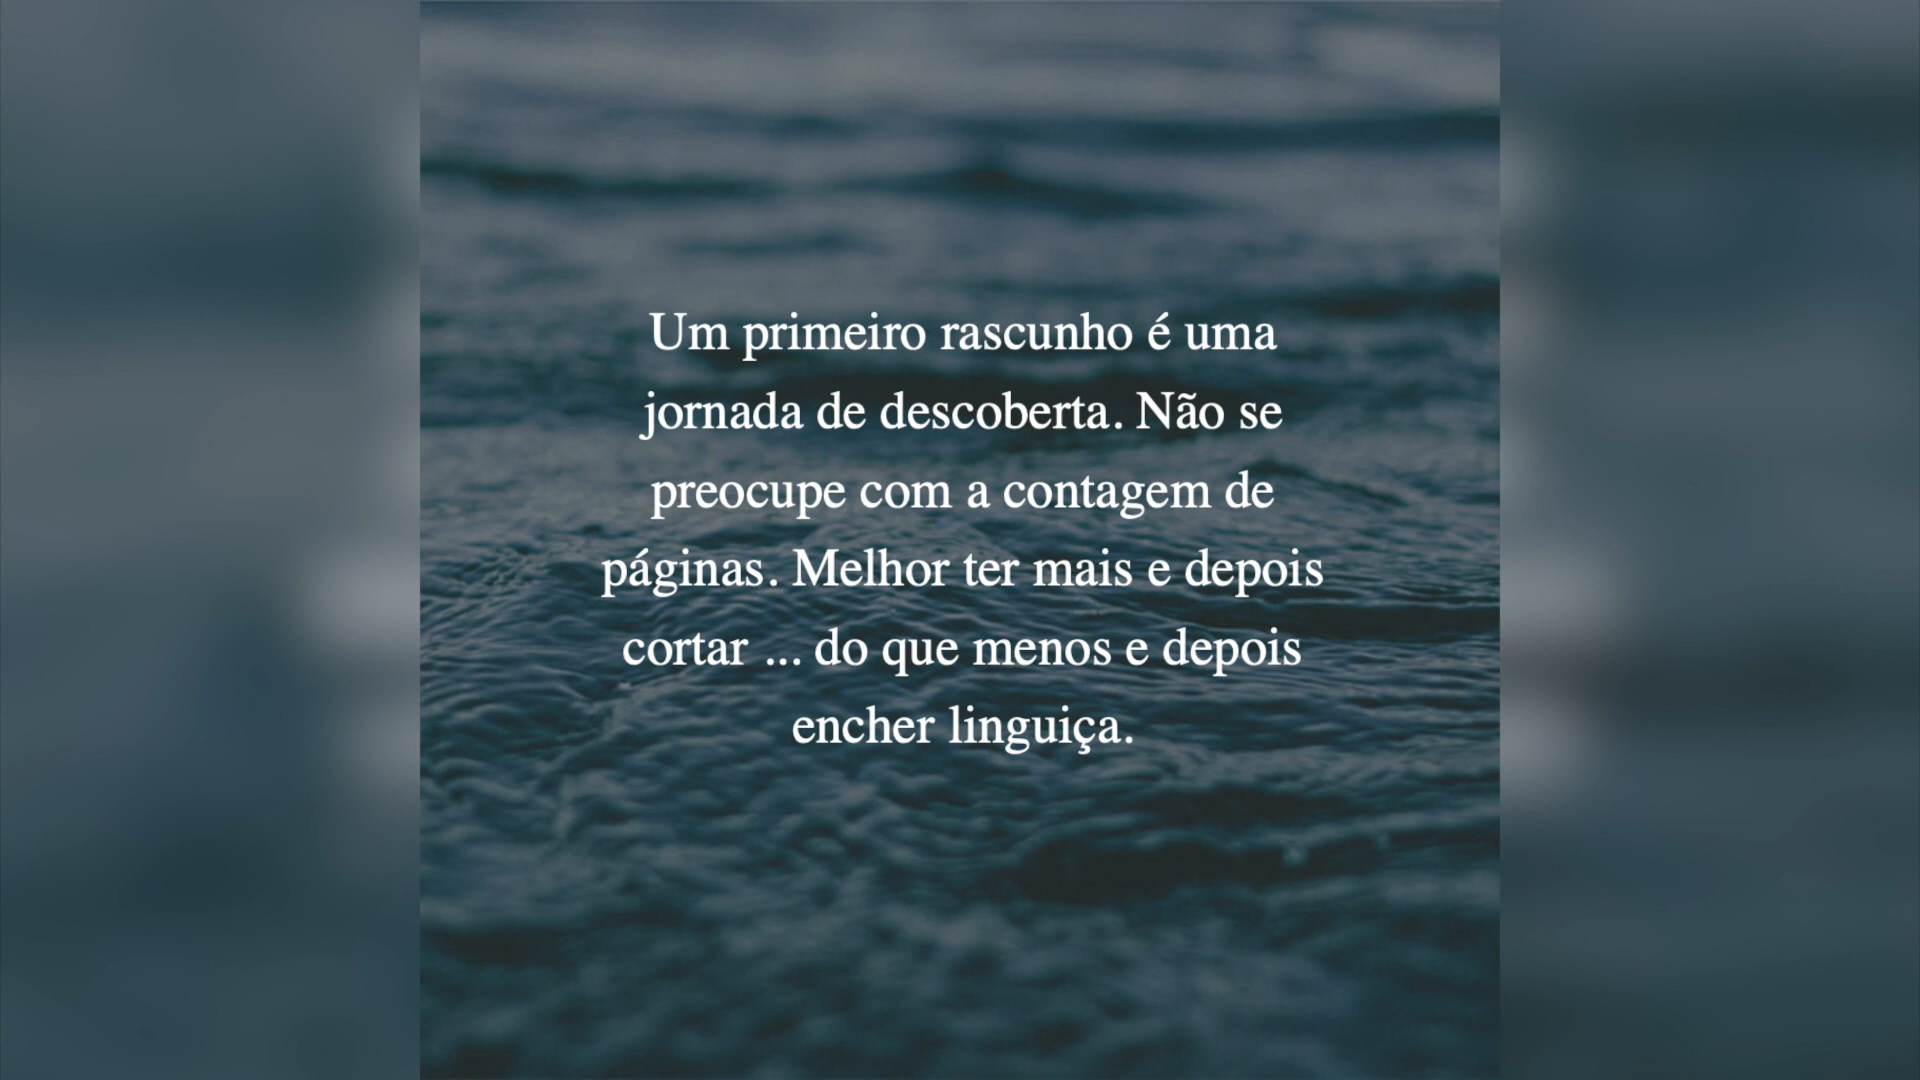 Um primeiro rascunho é uma
jornada de descoberta. Não se
preocupe com a contagem de
páginas. Melhor ter mais e depois
cortar ... do que menos e depois
encher linguiça.